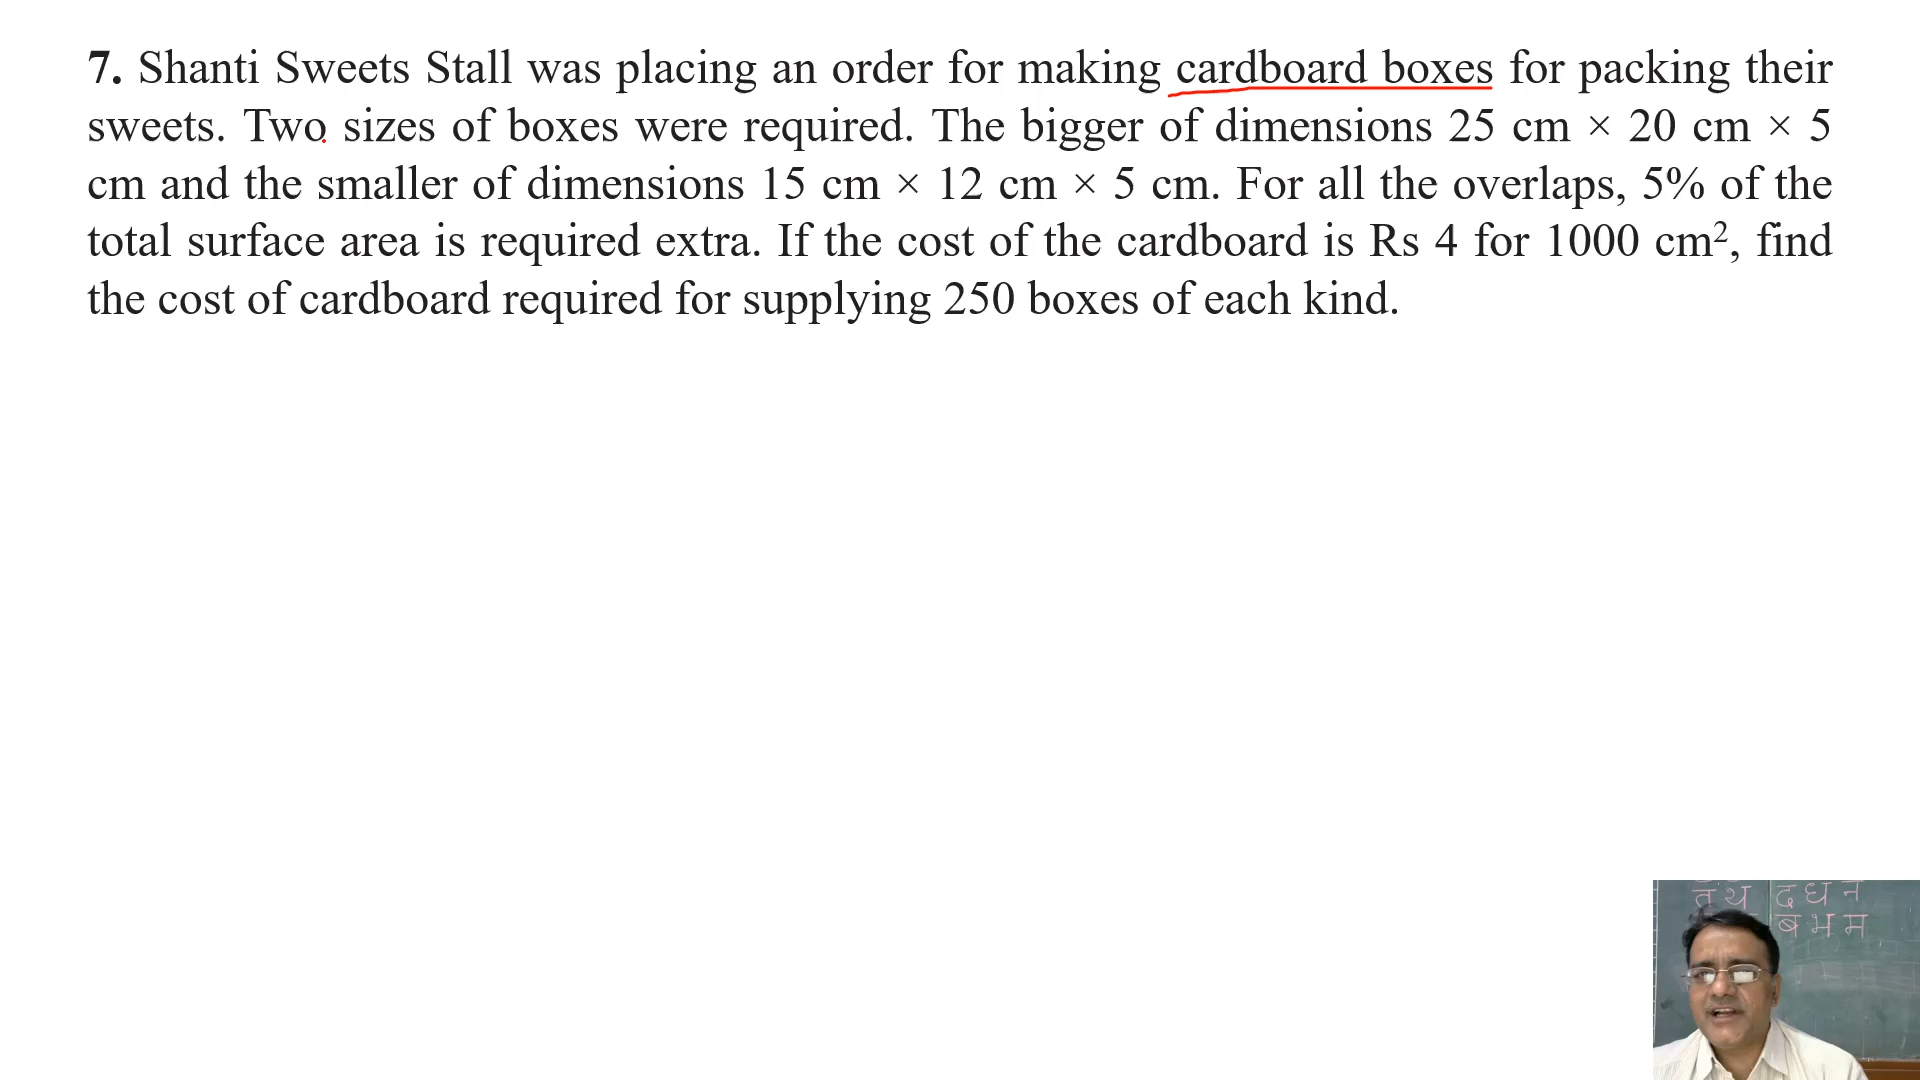 7. Shanti Sweets Stall was placing an order for making cardboard boxes for packing their
sweets. Two sizes of boxes were required. The bigger of dimensions 25 cm × 20 cm × 5
cm and the smaller of dimensions 15 cm × 12 cm × 5 cm. For all the overlaps, 5% of the
total surface area is required extra. If the cost of the cardboard is Rs 4 for 1000 cm², find
the cost of cardboard required for supplying 250 boxes of each kind.
त थ द ध न
ब भ म